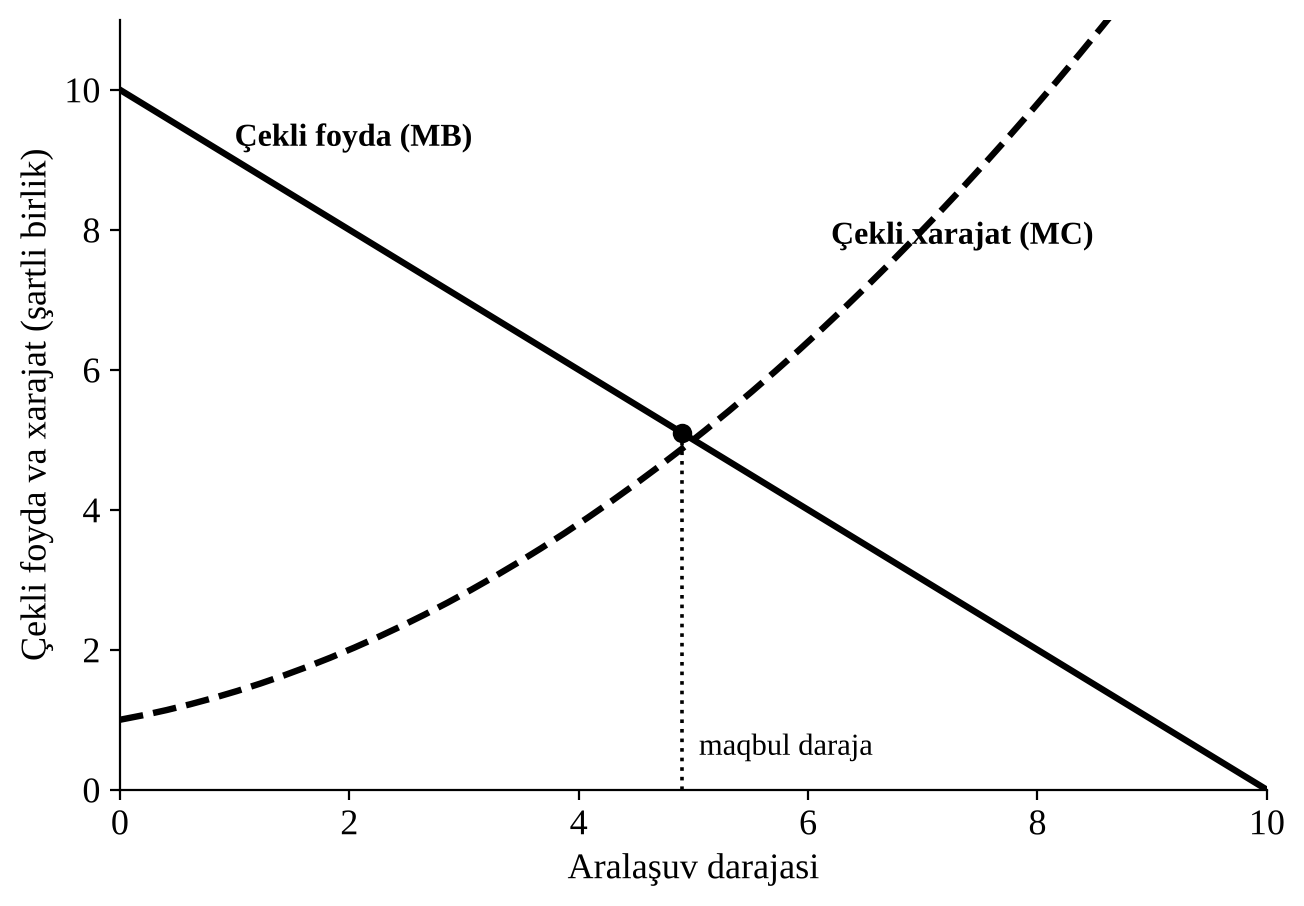 10
8
6
4
2
0
Çekli foyda va xarajat (şartli birlik)
Çekli foyda (MB)
Çekli xarajat (MC)
maqbul daraja
0 2 4 6 8 10
Aralaşuv darajasi